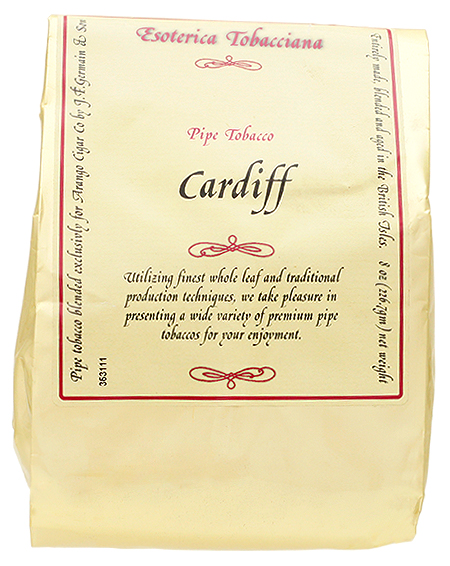 Esoterica Tobacciana
Pipe Tobacco
Cardiff
Utilizing finest whole leaf and traditional
production techniques, we take pleasure in
presenting a wide variety of premium pipe
tobaccos for your enjoyment.
Pipe tobacco blended exclusivly for Arango Cigar Co by J.F.Germain & Son
Entirely made, blended and aged in the British Isles. 8 oz (226.7gm) net weight
363111